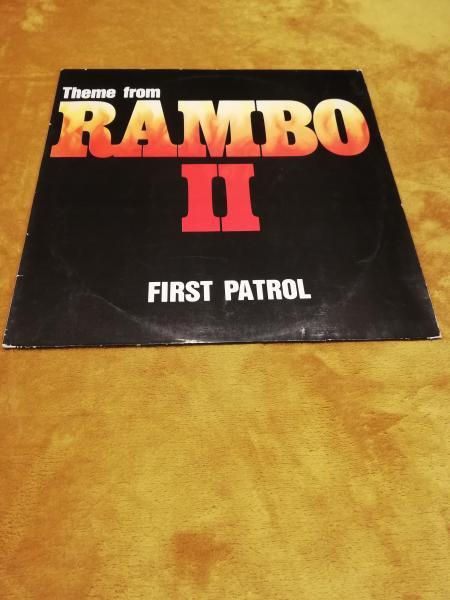 Theme from
RAMBO
II
FIRST PATROL